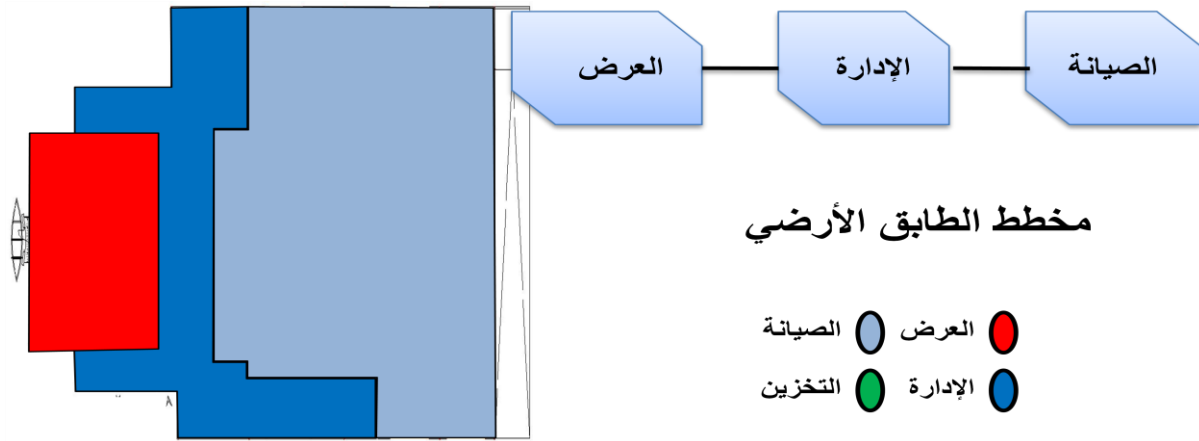 الصيانة
الإدارة
العرض
مخطط الطابق الأرضي
العرض
الصيانة
الإدارة
التخزين